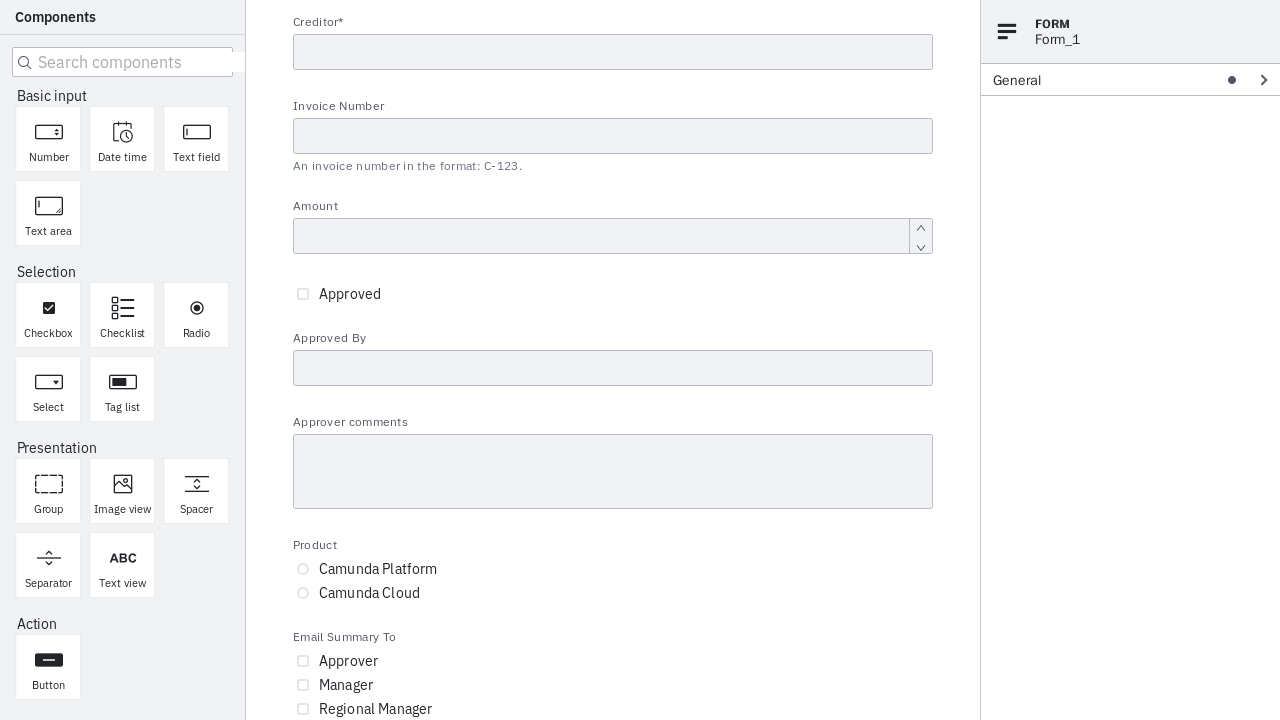 Components
Search components
Basic input
Number
Date time
Text field
Text area
Selection
Checkbox
Checklist
Radio
Select
Tag list
Presentation
Group
Image view
Spacer
Separator
ABC
Text view
Action
Button
Creditor*
Invoice Number
An invoice number in the format: C-123.
Amount
Approved
Approved By
Approver comments
Product
Camunda Platform
Camunda Cloud
Email Summary To
Approver
Manager
Regional Manager
FORM
Form_1
General